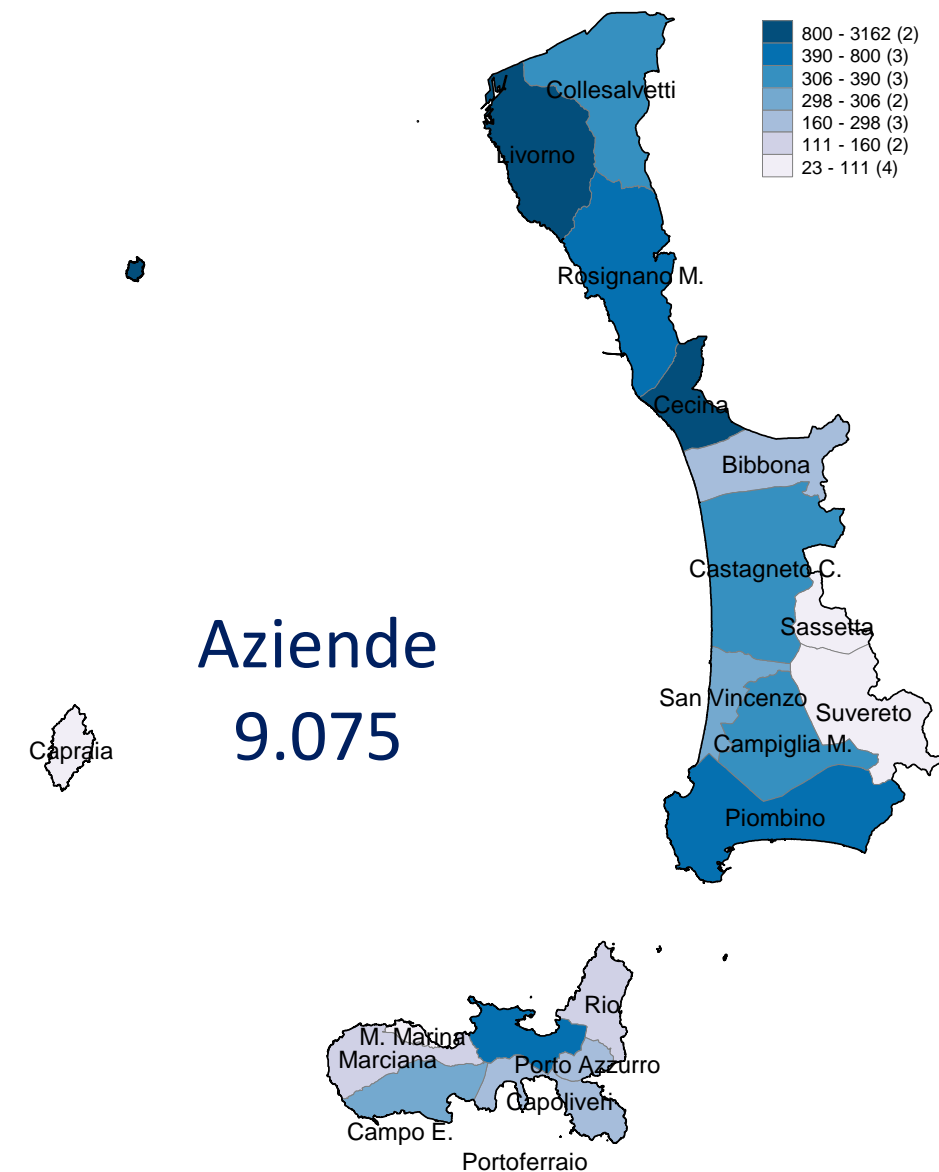 800 - 3162 (2)
390 - 800 (3)
306 - 390 (3)
298 - 306 (2)
160 - 298 (3)
111 - 160 (2)
23 - 111 (4)
Collesalvetti
Livorno
Rosignano M.
Cecina
Bibbona
Castagneto C.
Sassetta
Aziende
9.075
San Vincenzo
Suvereto
Capraia
Campiglia M.
Piombino
Rio
M. Marina
Marciana
Porto Azzurro
Capoliveri
Campo E.
Portoferraio